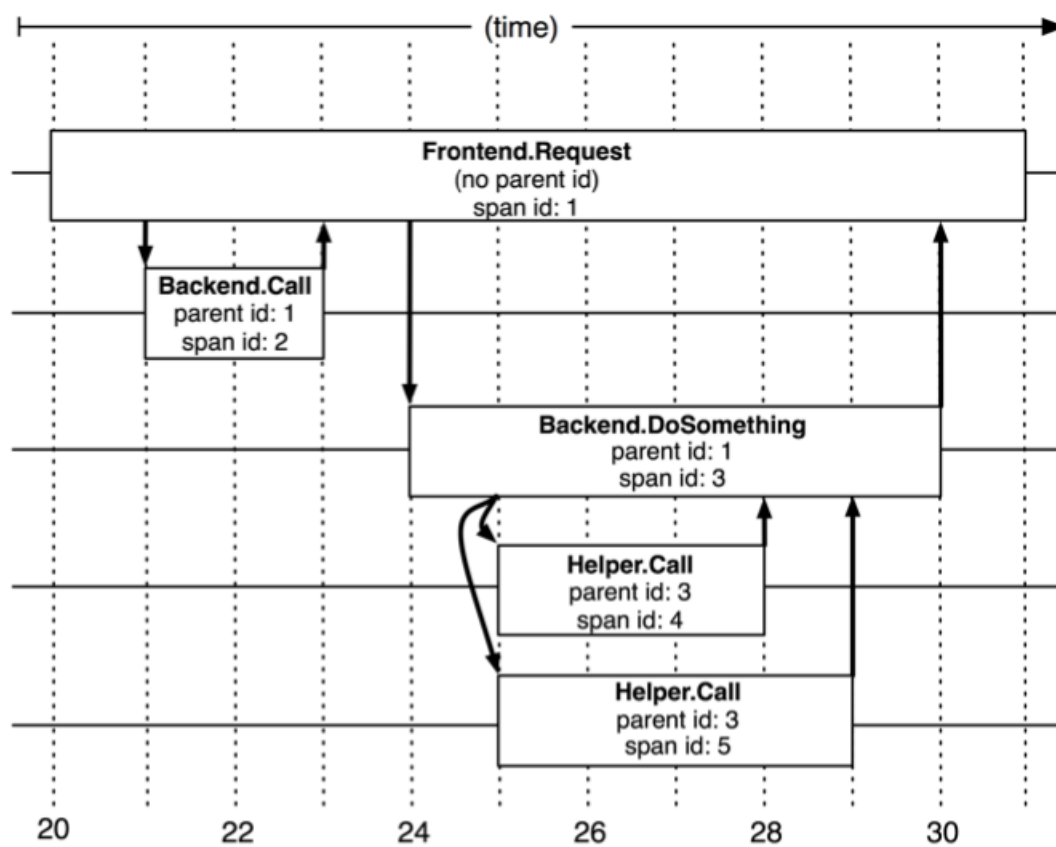 (time)
Frontend.Request
(no parent id)
span id: 1
Backend.Call
parent id: 1
span id: 2
Backend.DoSomething
parent id: 1
span id: 3
Helper.Call
parent id: 3
span id: 4
Helper.Call
parent id: 3
span id: 5
20 22 24 26 28 30